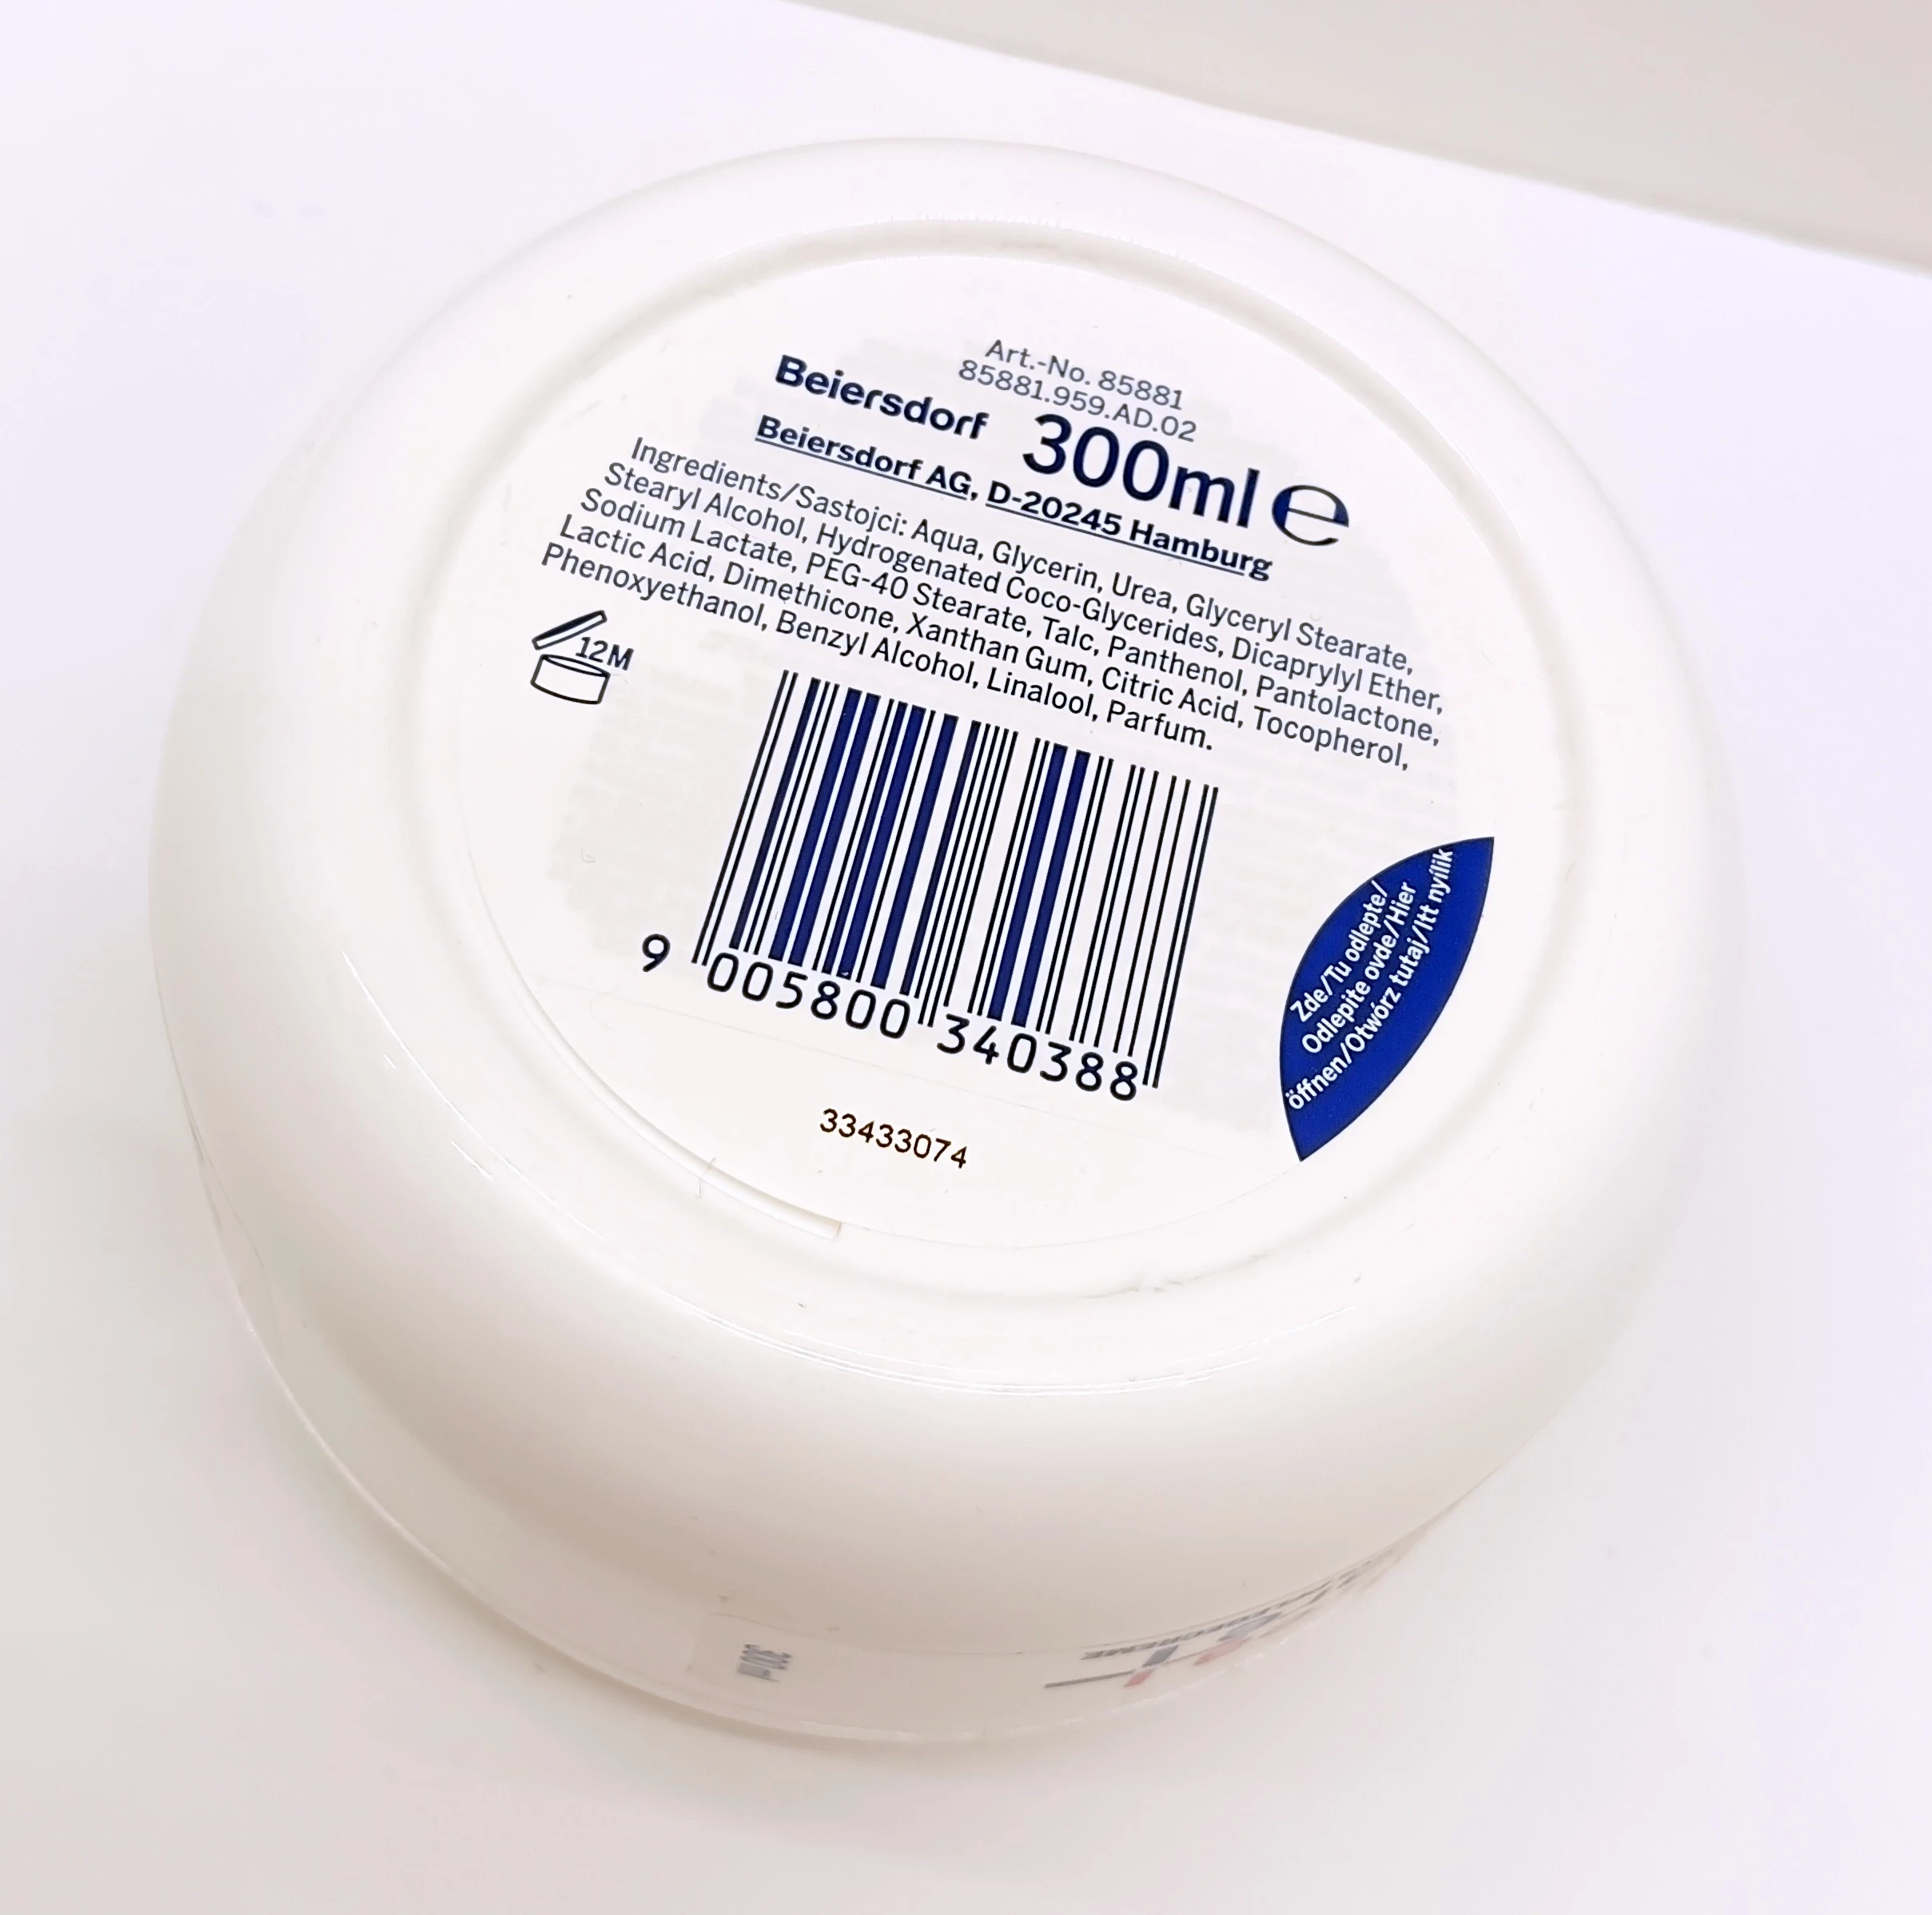 Art.-No. 85881
85881.959.AD.02
Beiersdorf 300ml e
Beiersdorf AG, D-20245 Hamburg
Ingredients/Sastojci: Aqua, Glycerin, Urea, Glyceryl Stearate,
Stearyl Alcohol, Hydrogenated Coco-Glycerides, Dicaprylyl Ether,
Sodium Lactate, PEG-40 Stearate, Talc, Panthenol, Pantolactone,
Lactic Acid, Dimethicone, Xanthan Gum, Citric Acid, Tocopherol,
Phenoxyethanol, Benzyl Alcohol, Linalool, Parfum.
12M
9 005800 340388
Zde/Tu odlepte/
Odlepite ovde/Hier
öffnen/Otwórz tutaj/Itt nyílik
33433074